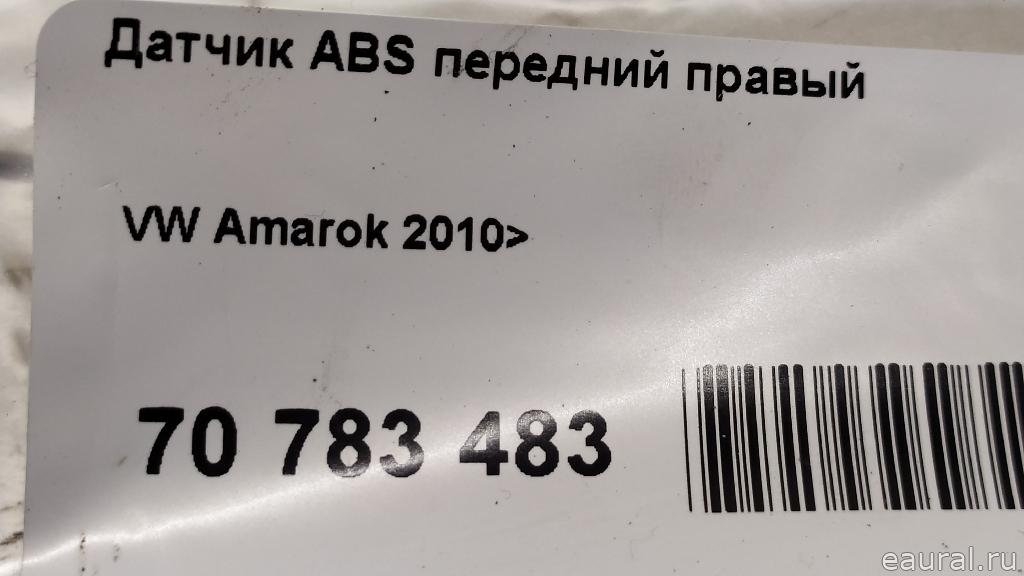 Датчик ABS передний правый
VW Amarok 2010>
70 783 483
eaural.ru